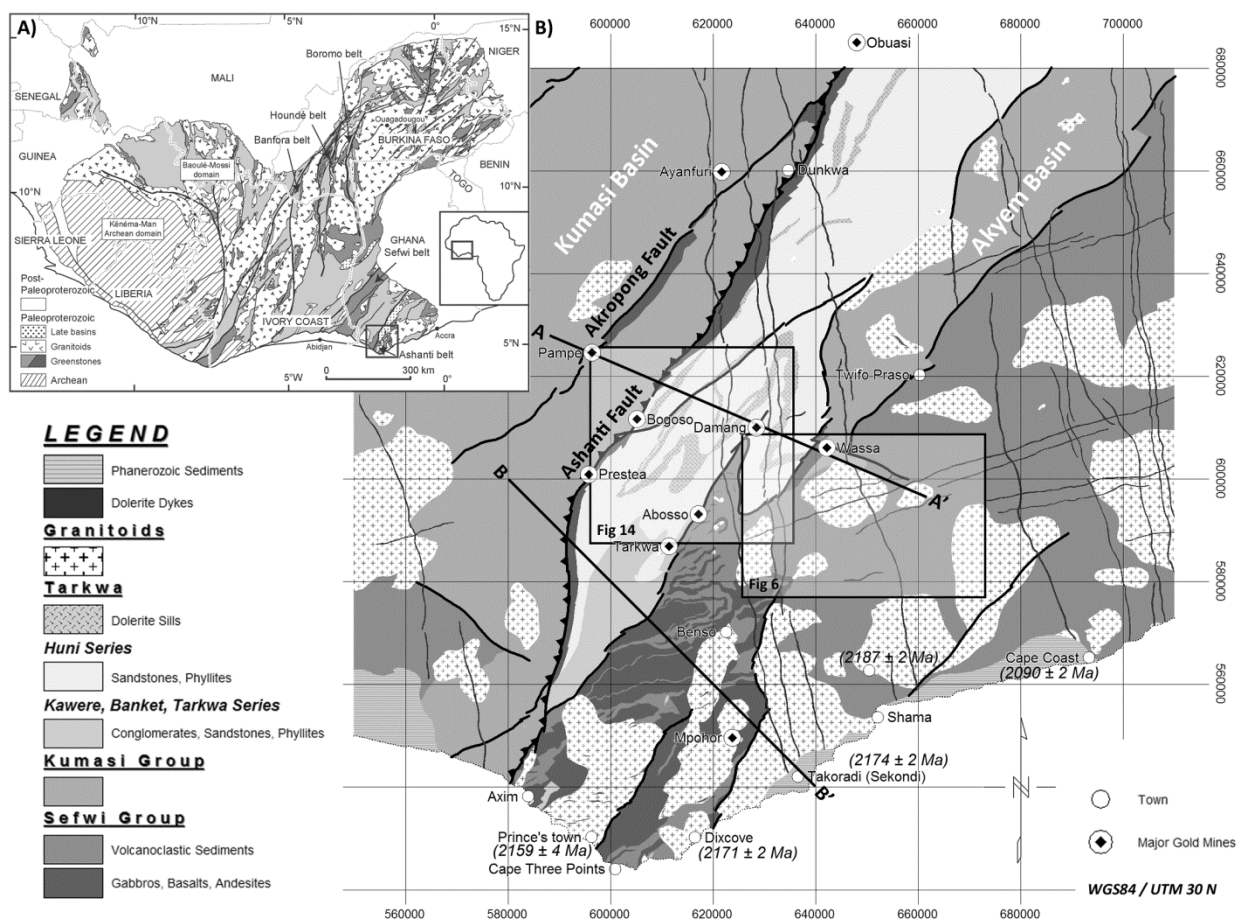 A)
10°N
5°N
0°
15°N
NIGER
Boromo belt
MALI
SENEGAL
Houndé belt
Ouagadougou
BURKINA FASO
Banfora belt
GUINEA
BENIN
Baoulé-Mossi
domain
TOGO
10°N
10°N
Kénéma-Man
Archean domain
SIERRA LEONE
GHANA
Sefwi belt
Post-
Paleoproterozoic
LIBERIA
Paleoproterozoic
Late basins
IVORY COAST
Granitoids
Abidjan
Accra
5°N
Greenstones
Ashanti belt
Archean
5°W
0
300 km
0°
B)
600000
620000
640000
660000
680000
700000
Obuasi
680000
Kumasi Basin
Ayanfuri
Dunkwa
660000
Akyem Basin
Akropong Fault
640000
A
Pampe
Twifo Praso
620000
Ashanti Fault
Bogoso
Damang
Wassa
B
Prestea
A'
600000
Abosso
Fig 14
Tarkwa
580000
Fig 6
Benso
(2187 ± 2 Ma)
Cape Coast
(2090 ± 2 Ma)
560000
Shama
Mpohor
(2174 ± 2 Ma)
Takoradi (Sekondi)
N
Axim
B'
Prince's town
(2159 ± 4 Ma)
Dixcove
(2171 ± 2 Ma)
Cape Three Points
Town
Major Gold Mines
WGS84 / UTM 30 N
560000
580000
600000
620000
640000
660000
680000
LEGEND
Phanerozoic Sediments
Dolerite Dykes
Granitoids
Tarkwa
Dolerite Sills
Huni Series
Sandstones, Phyllites
Kawere, Banket, Tarkwa Series
Conglomerates, Sandstones, Phyllites
Kumasi Group
Sefwi Group
Volcanoclastic Sediments
Gabbros, Basalts, Andesites